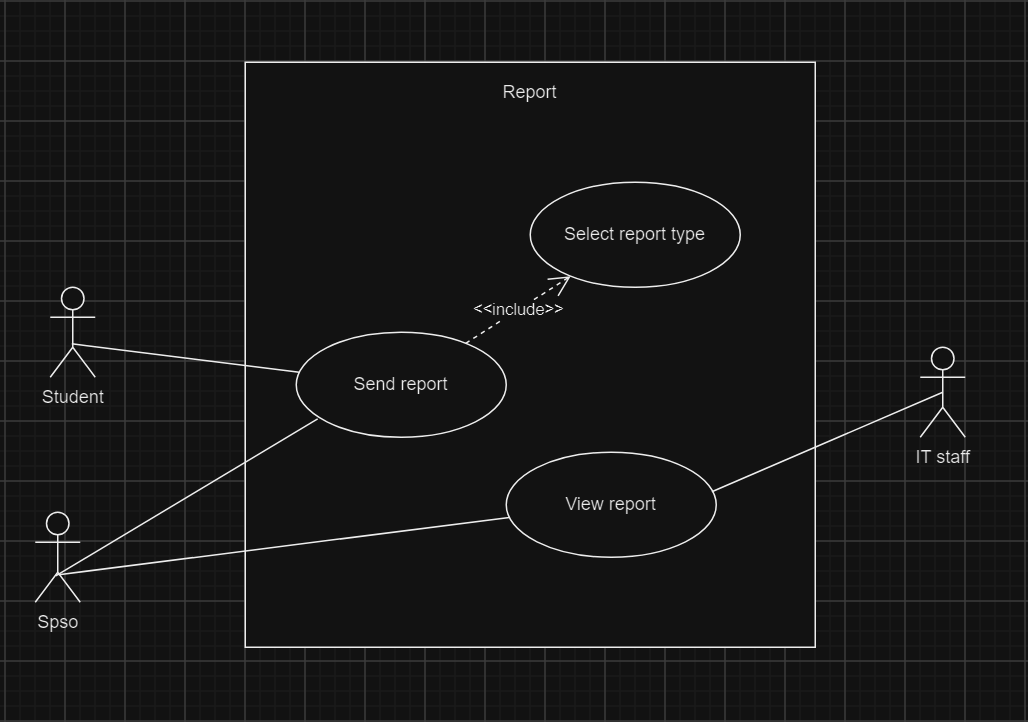 Report
Select report type
<<include>>
Send report
Student
IT staff
View report
Spso